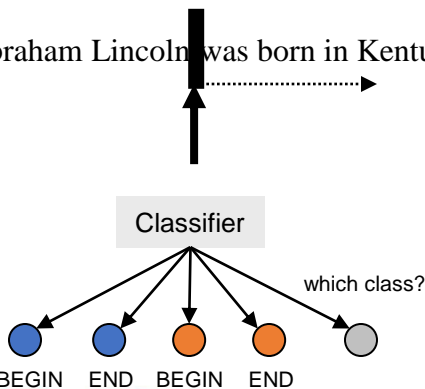 braham Lincoln was born in Kentu
Classifier
which class?
BEGIN END BEGIN END